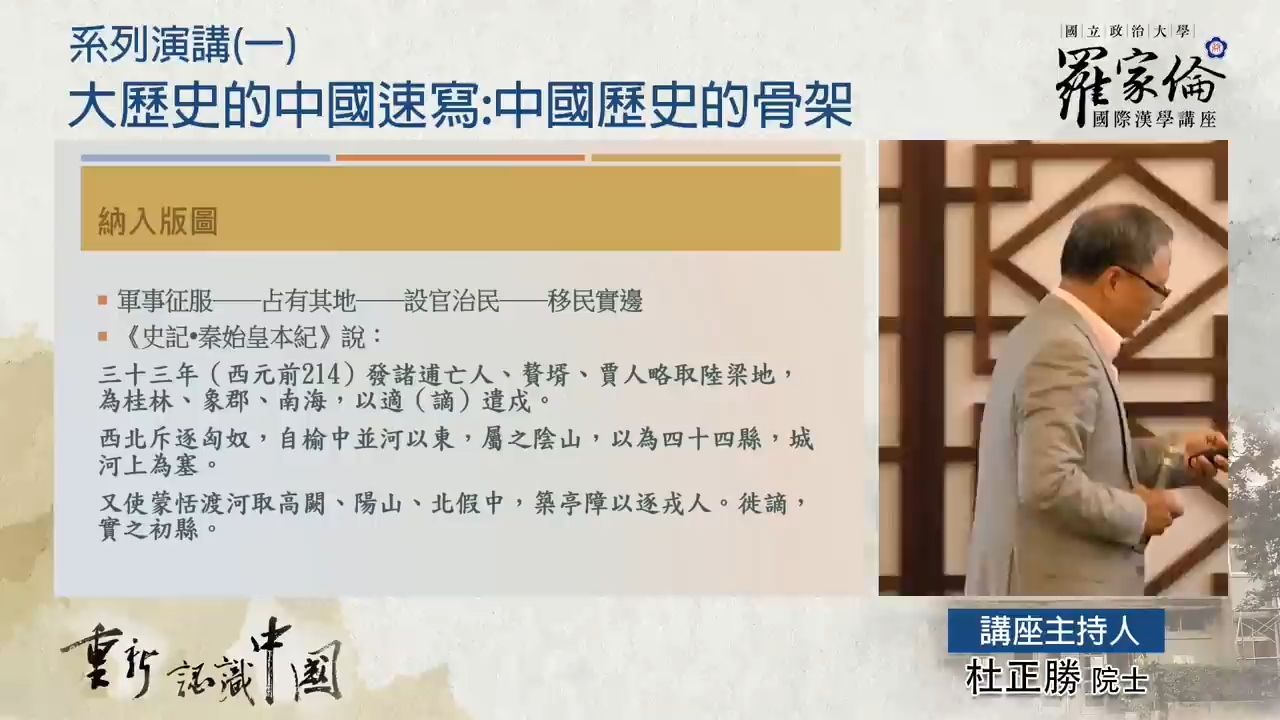 系列演講(一)
大歷史的中國速寫:中國歷史的骨架
國立政治大學
羅家倫
國際漢學講座
納入版圖
軍事征服——占有其地——設官治民——移民實邊
《史記•秦始皇本紀》說：
三十三年（西元前214）發諸逋亡人、贅壻、賈人略取陸梁地，
為桂林、象郡、南海，以適（謫）遣戍。
西北斥逐匈奴，自榆中並河以東，屬之陰山，以為四十四縣，城
河上為塞。
又使蒙恬渡河取高闕、陽山、北假中，築亭障以逐戎人。徙謫，
實之初縣。
重新認識中國
講座主持人
杜正勝 院士